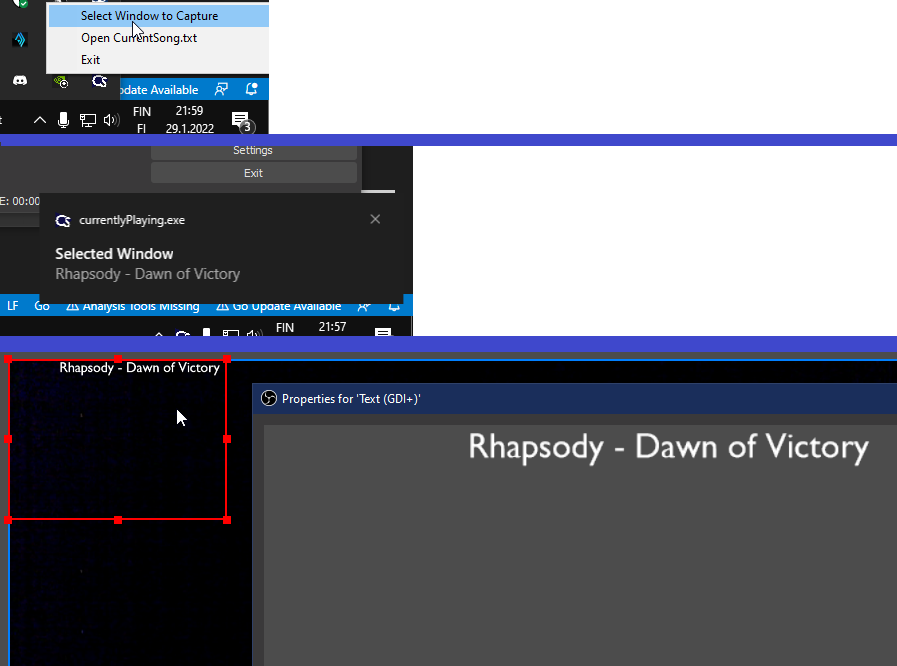 Select Window to Capture
Open CurrentSong.txt
Exit
Update Available
FIN 21:59
FI 29.1.2022 3
Settings
Exit
E: 00:00
currentlyPlaying.exe
Selected Window
Rhapsody - Dawn of Victory
LF Go Analysis Tools Missing Go Update Available
FIN 21:57
Rhapsody - Dawn of Victory
Properties for 'Text (GDI+)'
Rhapsody - Dawn of Victory